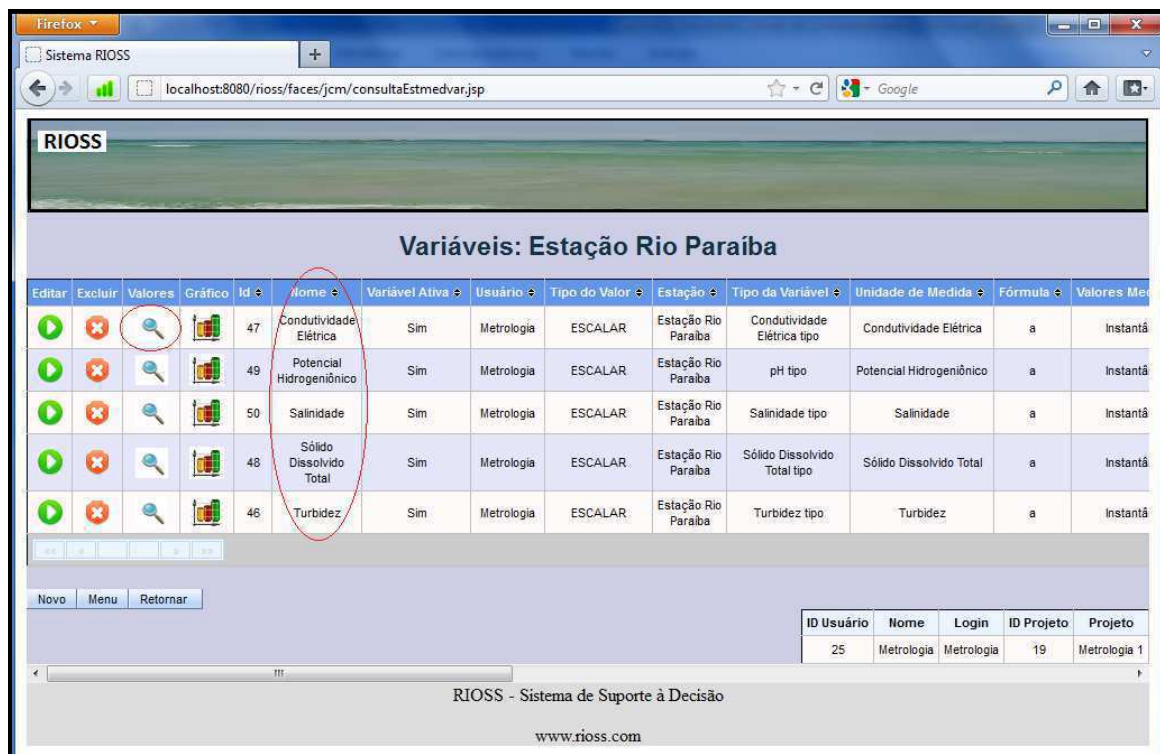 Firefox
Sistema RIOSS
localhost:8080/rioss/faces/jcm/consultaEstmedvar.jsp
Google
RIOSS
Variáveis: Estação Rio Paraíba
Editar Excluir Valores Gráfico Id Nome Variável Ativa Usuário Tipo do Valor Estação Tipo da Variável Unidade de Medida Fórmula Valores Med
47 Condutividade Elétrica Sim Metrologia ESCALAR Estação Rio Paraíba Condutividade Elétrica tipo Condutividade Elétrica a Instantâ
49 Potencial Hidrogeniônico Sim Metrologia ESCALAR Estação Rio Paraíba pH tipo Potencial Hidrogeniônico a Instantâ
50 Salinidade Sim Metrologia ESCALAR Estação Rio Paraíba Salinidade tipo Salinidade a Instantâ
48 Sólido Dissolvido Total Sim Metrologia ESCALAR Estação Rio Paraíba Sólido Dissolvido Total tipo Sólido Dissolvido Total a Instantâ
46 Turbidez Sim Metrologia ESCALAR Estação Rio Paraíba Turbidez tipo Turbidez a Instantâ
Novo Menu Retornar
ID Usuário Nome Login ID Projeto Projeto
25 Metrologia Metrologia 19 Metrologia 1
RIOSS - Sistema de Suporte à Decisão
www.rioss.com